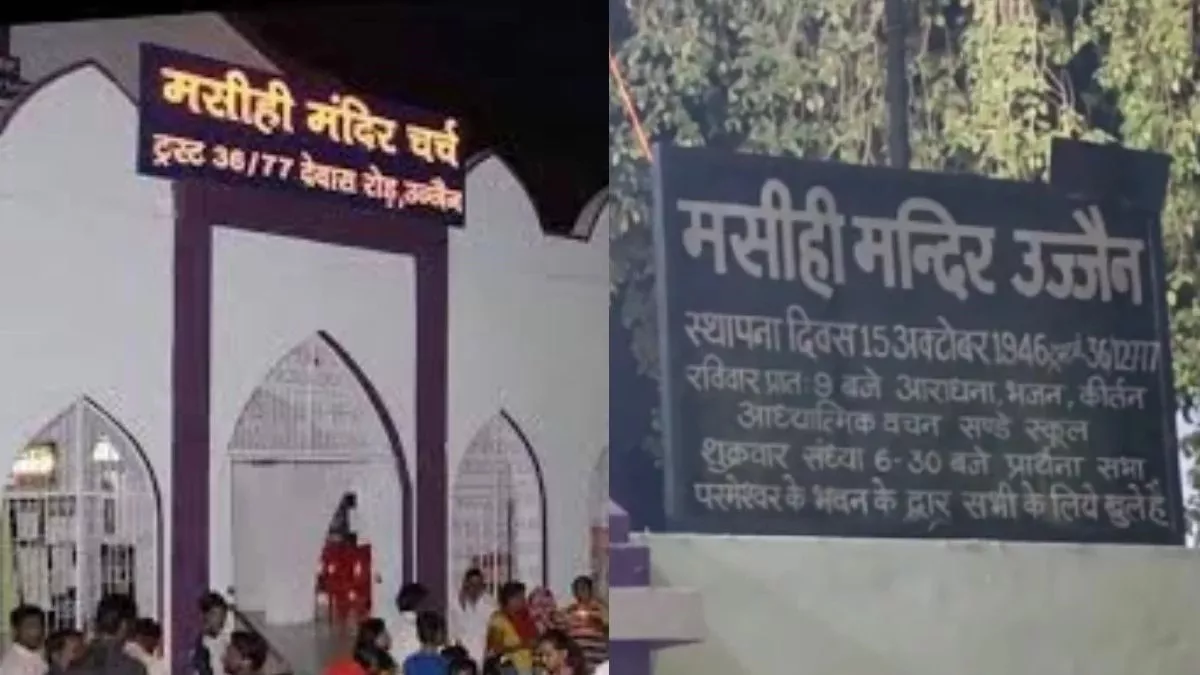 मसीही मंदिर चर्च
ट्रस्ट 36/77 देवास रोड़,उज्जैन
मसीही मन्दिर उज्जैन
स्थापना दिवस 15 अक्टोबर 1946
रविवार प्रातः 9 बजे आराधना, भजन, कीर्तन
आध्यात्मिक वचन सण्डे स्कूल
शुक्रवार संध्या 6-30 बजे प्रार्थना सभा,
परमेश्वर के भवन के द्वार सभी के लिये खुले हैं